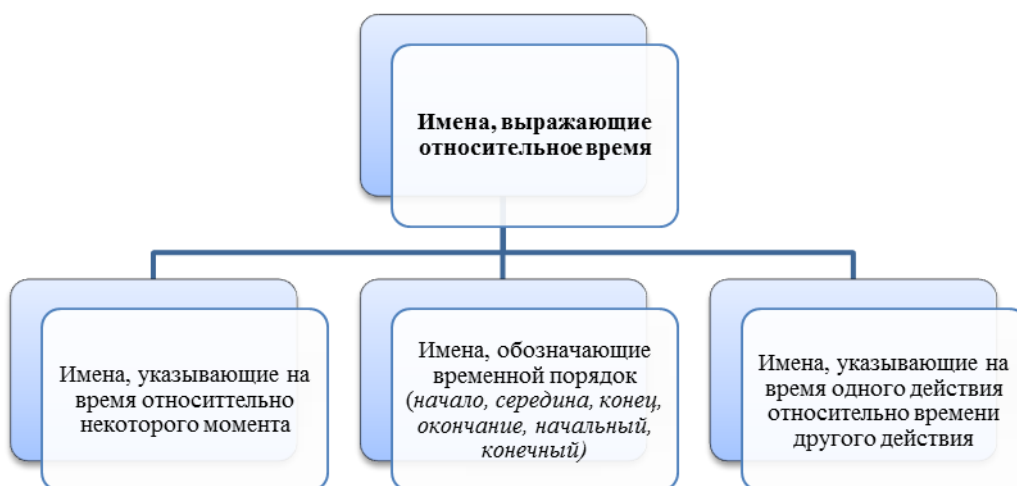 Имена, выражающие
относительное время
Имена, указывающие на
время относиттельно
некоторого момента
Имена, обозначающие
временной порядок
(начало, середина, конец,
окончание, начальный,
конечный)
Имена, указывающие на
время одного действия
относительно времени
другого действия